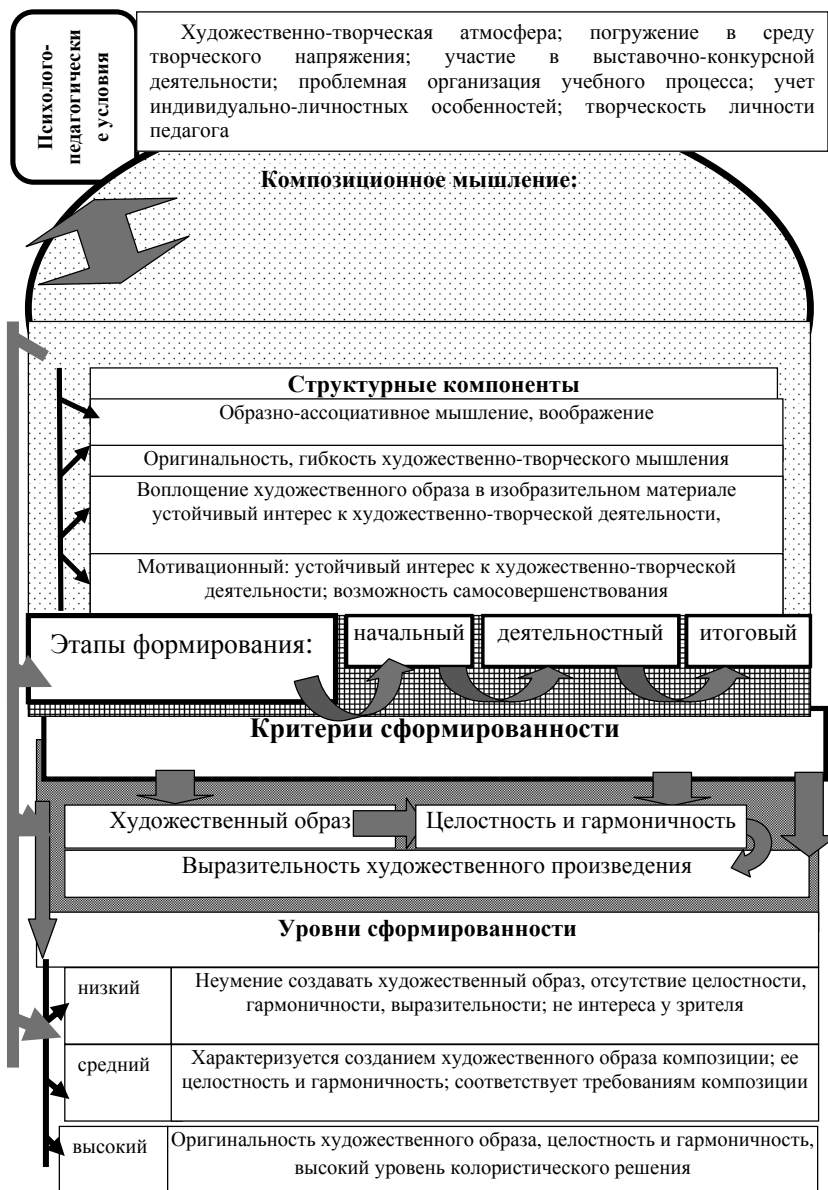 Психолого-
педагогически
е условия
Художественно-творческая атмосфера; погружение в среду
творческого напряжения; участие в выставочно-конкурсной
деятельности; проблемная организация учебного процесса; учет
индивидуально-личностных особенностей; творческость личности
педагога
Композиционное мышление:
Структурные компоненты
Образно-ассоциативное мышление, воображение
Оригинальность, гибкость художественно-творческого мышления
Воплощение художественного образа в изобразительном материале
устойчивый интерес к художественно-творческой деятельности,
Мотивационный: устойчивый интерес к художественно-творческой
деятельности; возможность самосовершенствования
Этапы формирования:
начальный
деятельностный
итоговый
Критерии сформированности
Художественный образ
Целостность и гармоничность
Выразительность художественного произведения
Уровни сформированности
низкий
Неумение создавать художественный образ, отсутствие целостности,
гармоничности, выразительности; не интереса у зрителя
средний
Характеризуется созданием художественного образа композиции; ее
целостность и гармоничность; соответствует требованиям композиции
высокий
Оригинальность художественного образа, целостность и гармоничность,
высокий уровень колористического решения